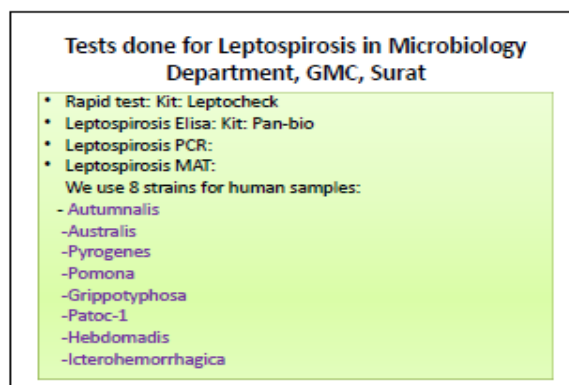 Tests done for Leptospirosis in Microbiology
Department, GMC, Surat
• Rapid test: Kit: Leptocheck
• Leptospirosis Elisa: Kit: Pan-bio
• Leptospirosis PCR:
• Leptospirosis MAT:
We use 8 strains for human samples:
- Autumnalis
-Australis
-Pyrogenes
-Pomona
-Grippotyphosa
-Patoc-1
-Hebdomadis
-Icterohemorrhagica